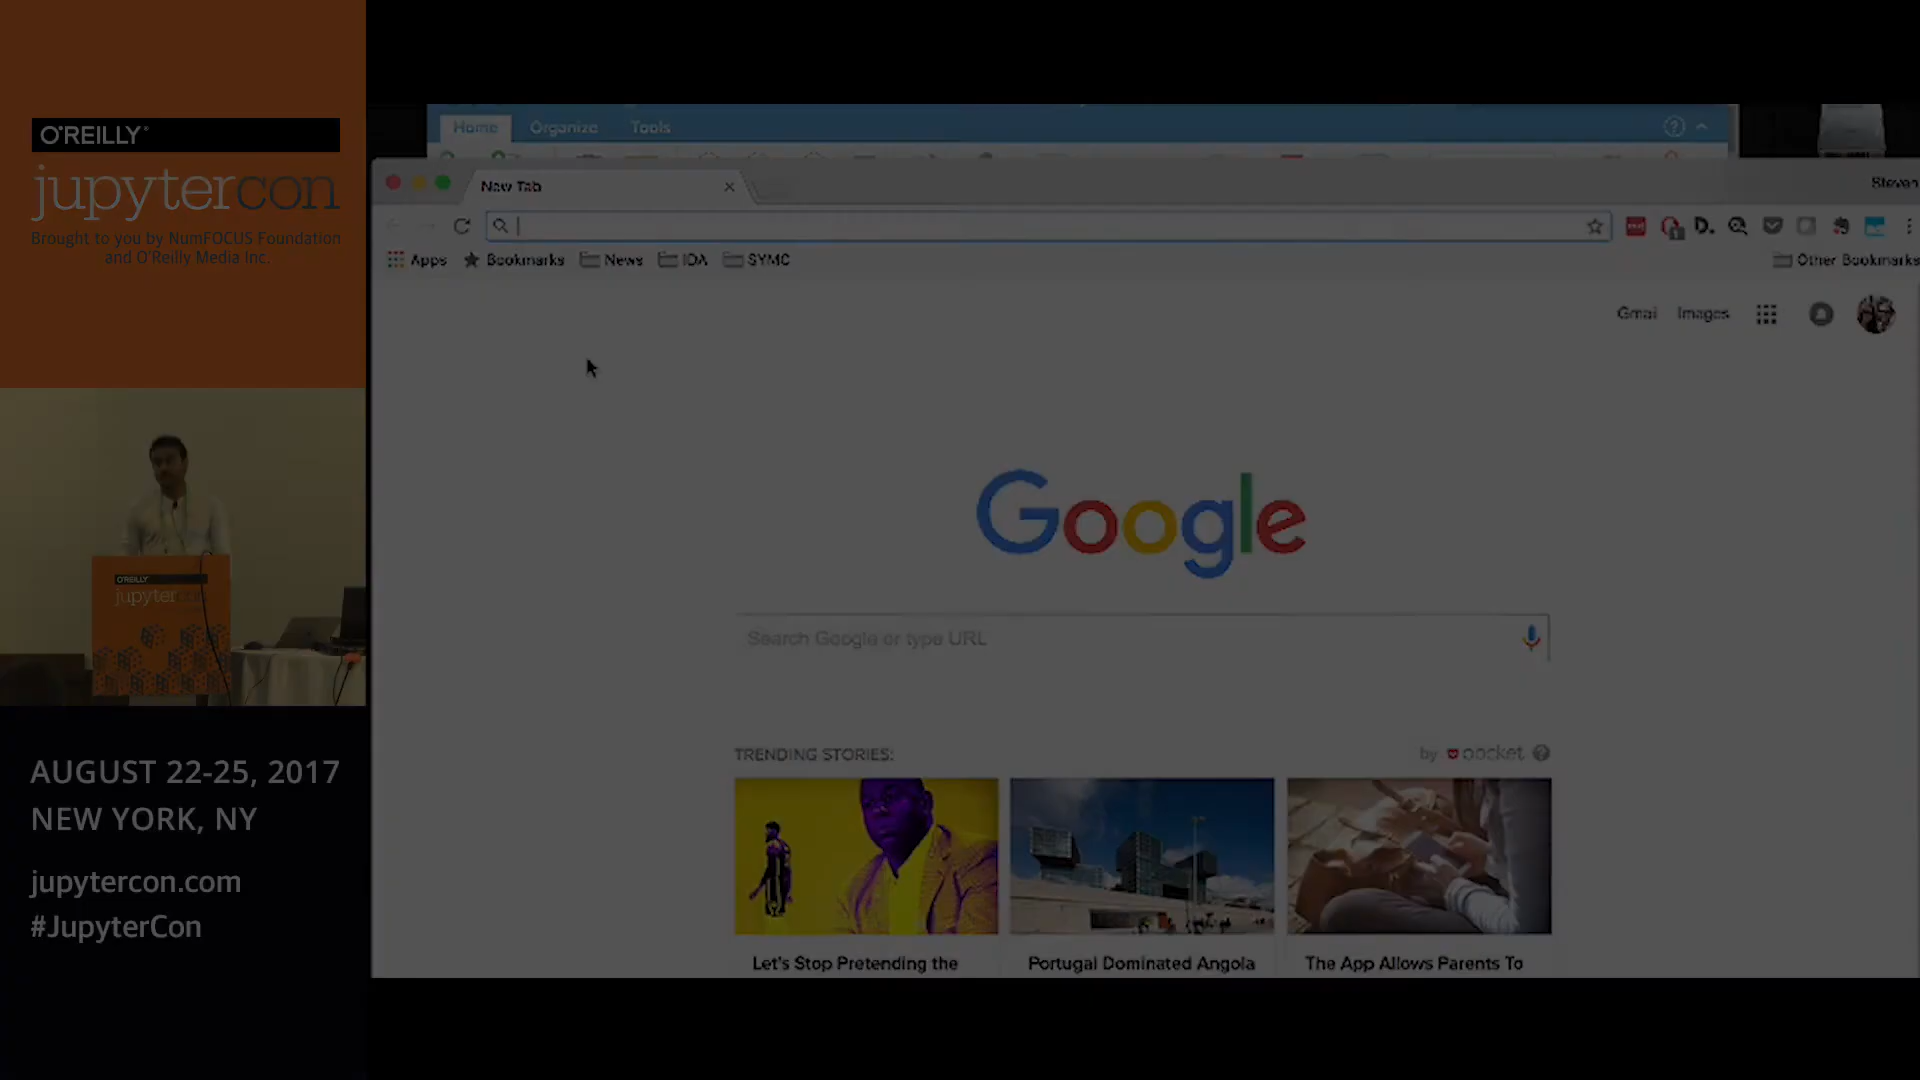 O'REILLY®
jupytercon
Brought to you by NumFOCUS Foundation
and O'Reilly Media Inc.
O'REILLY
jupytercon
AUGUST 22-25, 2017
NEW YORK, NY
jupytercon.com
#JupyterCon
Home Organize Tools
New Tab
Steven
Apps Bookmarks News IDA SYMC Other Bookmarks
Gmail Images
Google
Search Google or type URL
TRENDING STORIES:
by pocket
Let's Stop Pretending the
Portugal Dominated Angola
The App Allows Parents To